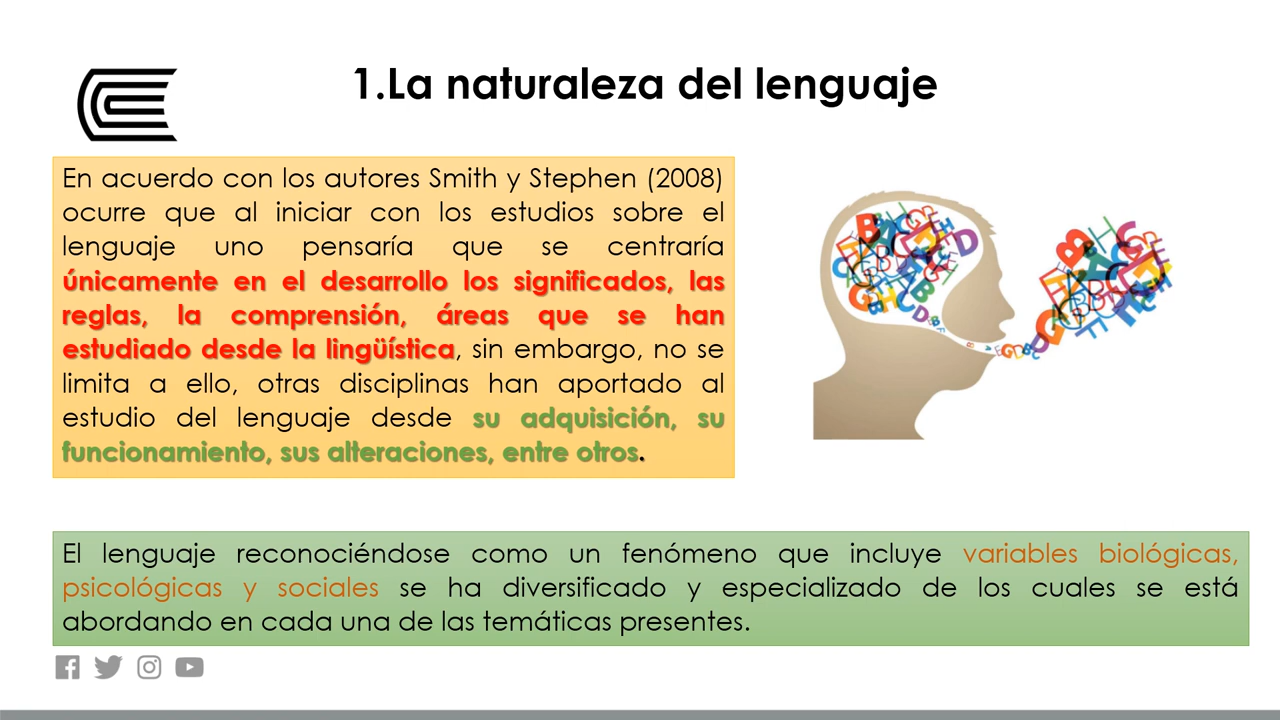 1.La naturaleza del lenguaje
En acuerdo con los autores Smith y Stephen (2008)
ocurre que al iniciar con los estudios sobre el
lenguaje uno pensaría que se centraría
únicamente en el desarrollo los significados, las
reglas, la comprensión, áreas que se han
estudiado desde la lingüística, sin embargo, no se
limita a ello, otras disciplinas han aportado al
estudio del lenguaje desde su adquisición, su
funcionamiento, sus alteraciones, entre otros.
El lenguaje reconociéndose como un fenómeno que incluye variables biológicas,
psicológicas y sociales se ha diversificado y especializado de los cuales se está
abordando en cada una de las temáticas presentes.